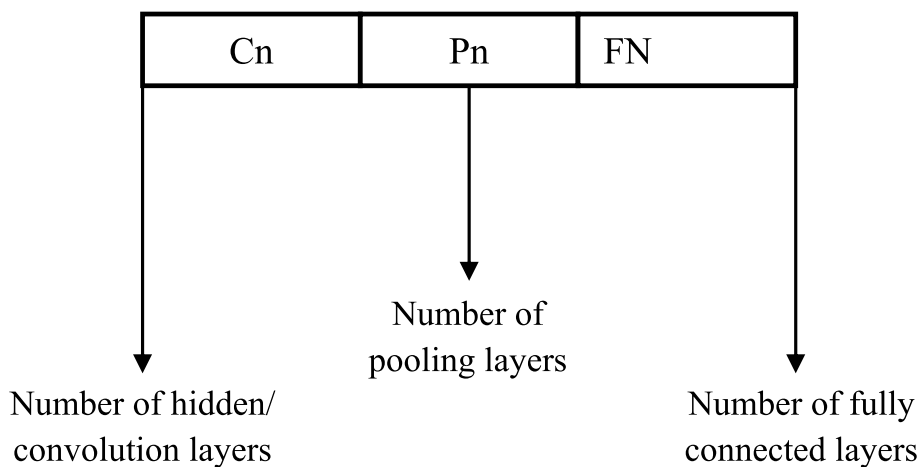 Cn Pn FN
Number of
pooling layers
Number of hidden/
convolution layers
Number of fully
connected layers